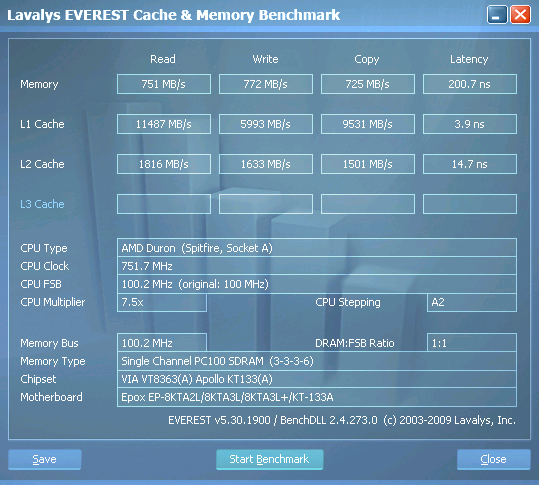 Lavalys EVEREST Cache & Memory Benchmark
Read Write Copy Latency
Memory 751 MB/s 772 MB/s 725 MB/s 200.7 ns
L1 Cache 11487 MB/s 5993 MB/s 9531 MB/s 3.9 ns
L2 Cache 1816 MB/s 1633 MB/s 1501 MB/s 14.7 ns
L3 Cache
CPU Type AMD Duron (Spitfire, Socket A)
CPU Clock 751.7 MHz
CPU FSB 100.2 MHz (original: 100 MHz)
CPU Multiplier 7.5x CPU Stepping A2
Memory Bus 100.2 MHz DRAM:FSB Ratio 1:1
Memory Type Single Channel PC100 SDRAM (3-3-3-6)
Chipset VIA VT8363(A) Apollo KT133(A)
Motherboard Epox EP-8KTA2L/8KTA3L/8KTA3L+/KT-133A
EVEREST v5.30.1900 / BenchDLL 2.4.273.0 (c) 2003-2009 Lavalys, Inc.
Save Start Benchmark Close